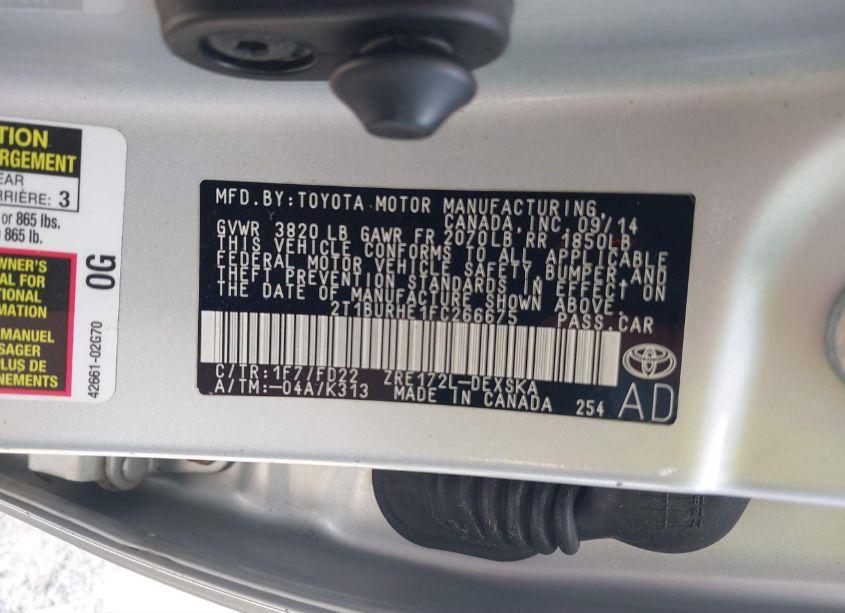 TION
RGEMENT
EAR
RRIÈRE: 3
or 865 lbs.
865 lb.
WNER'S
AL FOR
TIONAL
MATION
MANUEL
SAGER
PLUS DE
EMENTS.
0G
42661-02G70
MFD.BY:TOYOTA MOTOR MANUFACTURING,
CANADA,INC. 09/14
GVWR 3820LB GAWR FR 2070LB RR 1850LB
THIS VEHICLE CONFORMS TO ALL APPLICABLE
FEDERAL MOTOR VEHICLE SAFETY, BUMPER AND
THEFT PREVENTION STANDARDS IN EFFECT ON
THE DATE OF MANUFACTURE SHOWN ABOVE.
2T1BURHE1FC266675 PASS.CAR
C/TR:1F7/FD22 ZRE172L-DEXSKA
A/TM:-04A/K313 MADE IN CANADA 254 AD